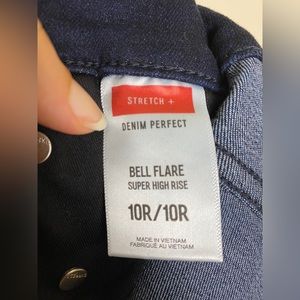 STRETCH +
DENIM PERFECT
BELL FLARE
SUPER HIGH RISE
10R/10R
MADE IN VIETNAM
FABRIQUÉ AU VIETNAM